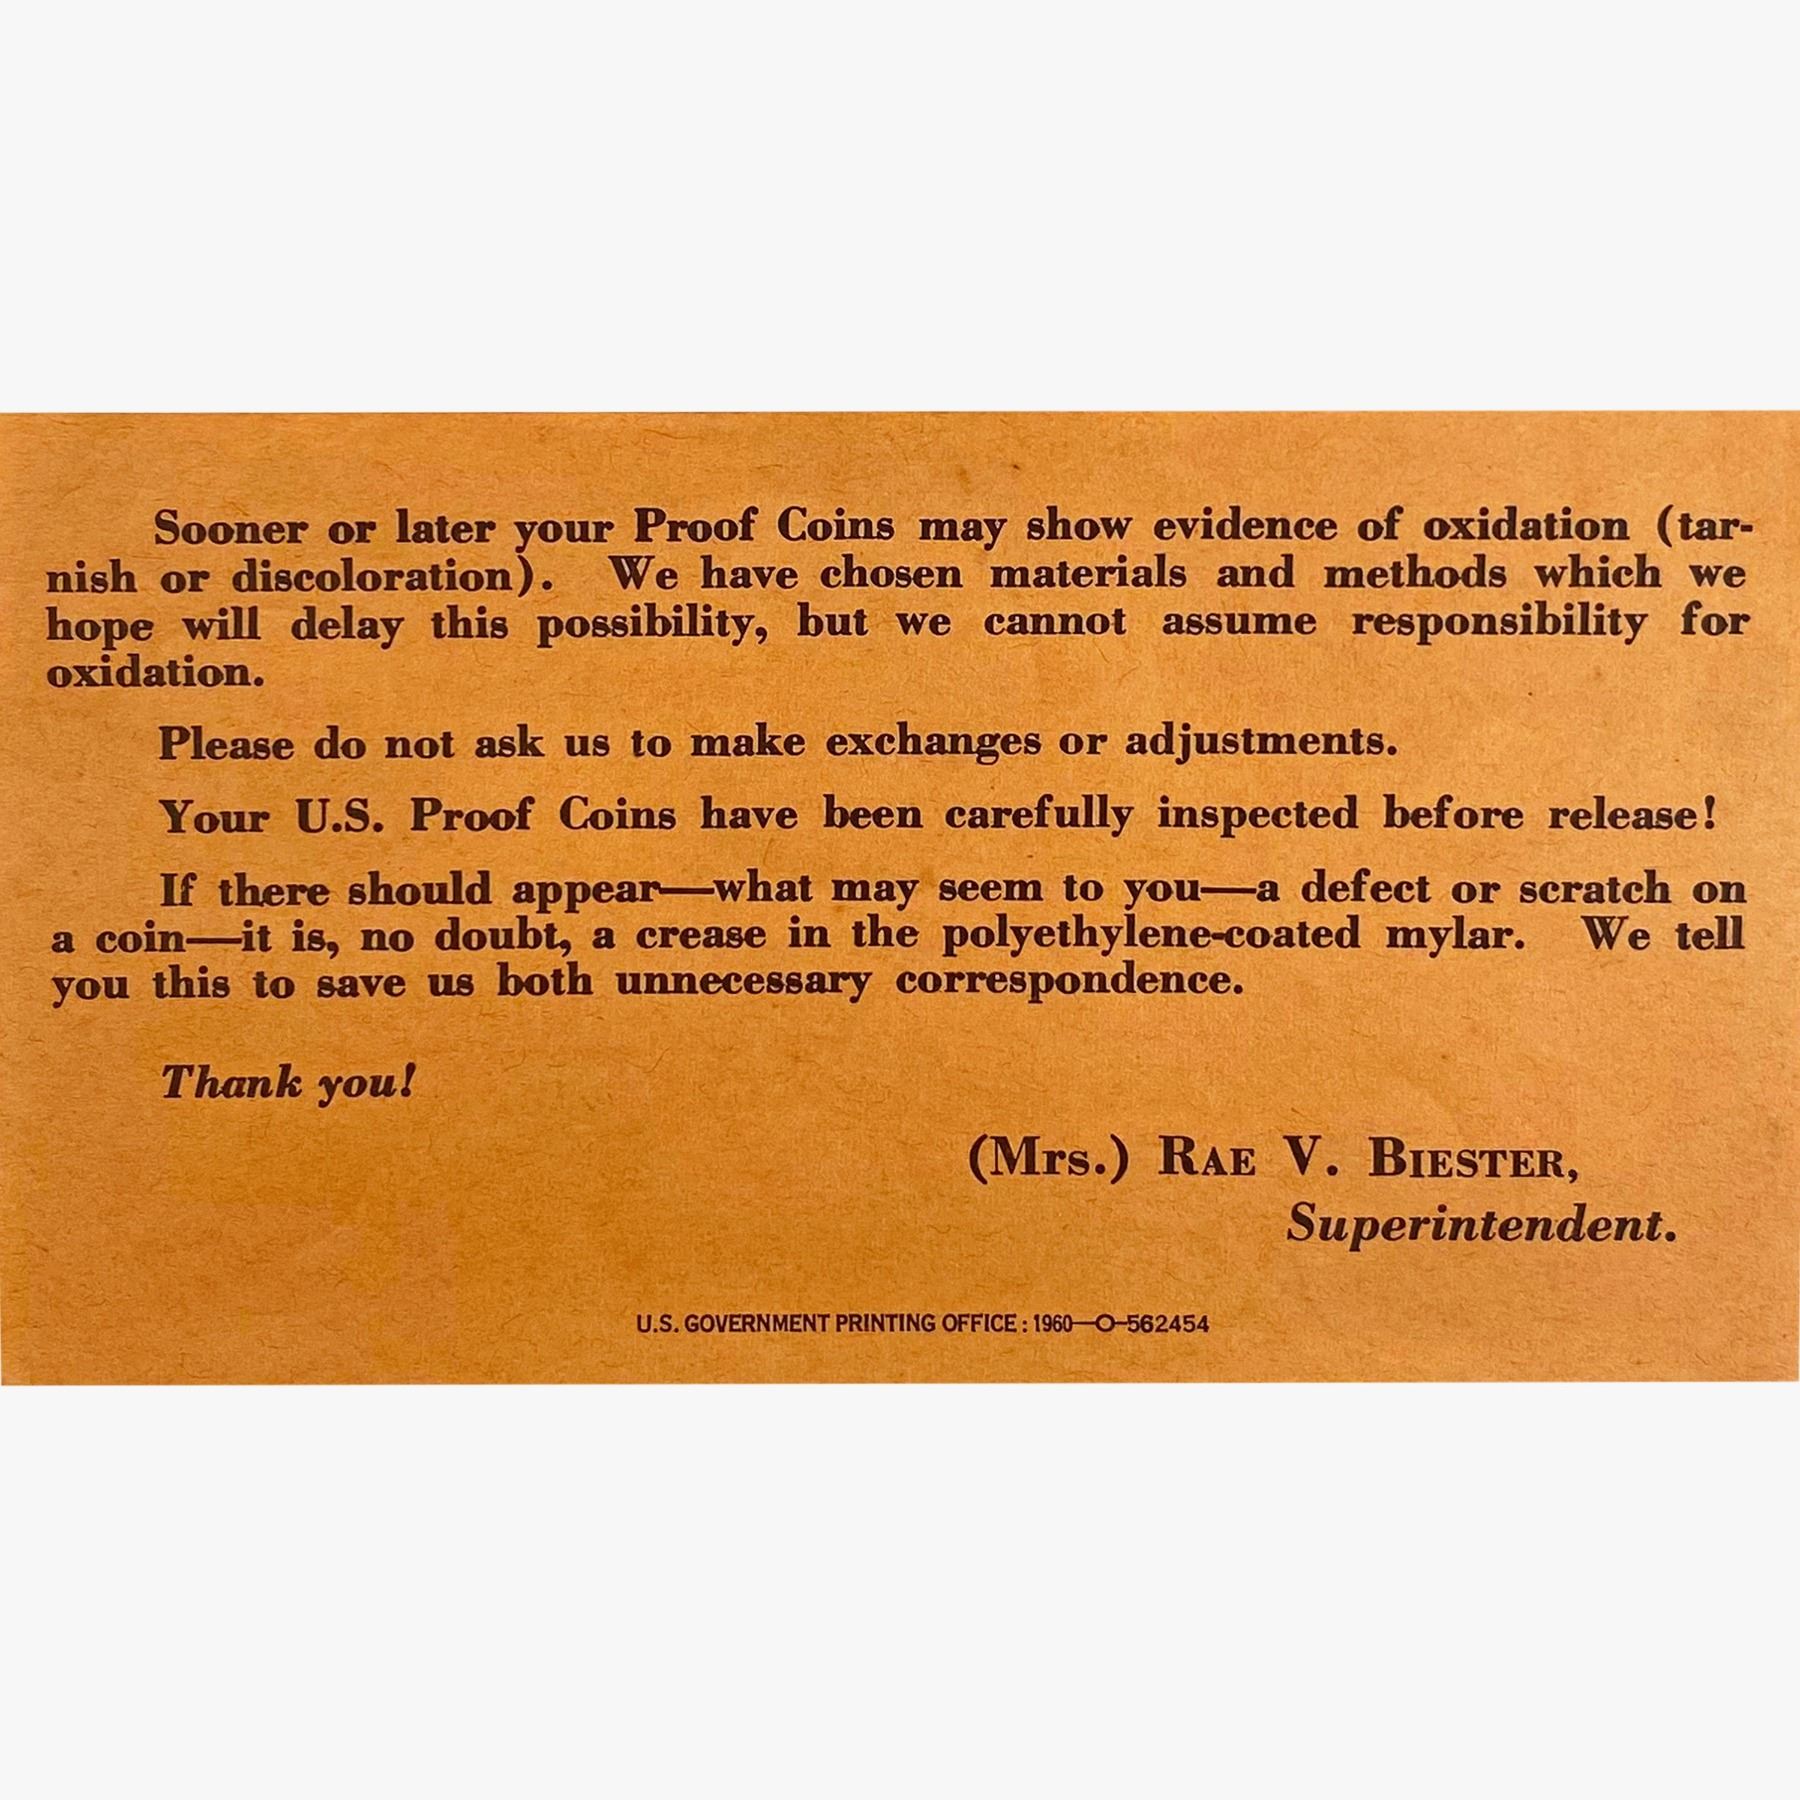 Sooner or later your Proof Coins may show evidence of oxidation (tar-
nish or discoloration). We have chosen materials and methods which we
hope will delay this possibility, but we cannot assume responsibility for
oxidation.
Please do not ask us to make exchanges or adjustments.
Your U.S. Proof Coins have been carefully inspected before release!
If there should appear—what may seem to you—a defect or scratch on
a coin—it is, no doubt, a crease in the polyethylene-coated mylar. We tell
you this to save us both unnecessary correspondence.
Thank you!
(Mrs.) RAE V. BIESTER,
Superintendent.
U.S. GOVERNMENT PRINTING OFFICE : 1960—O-562454